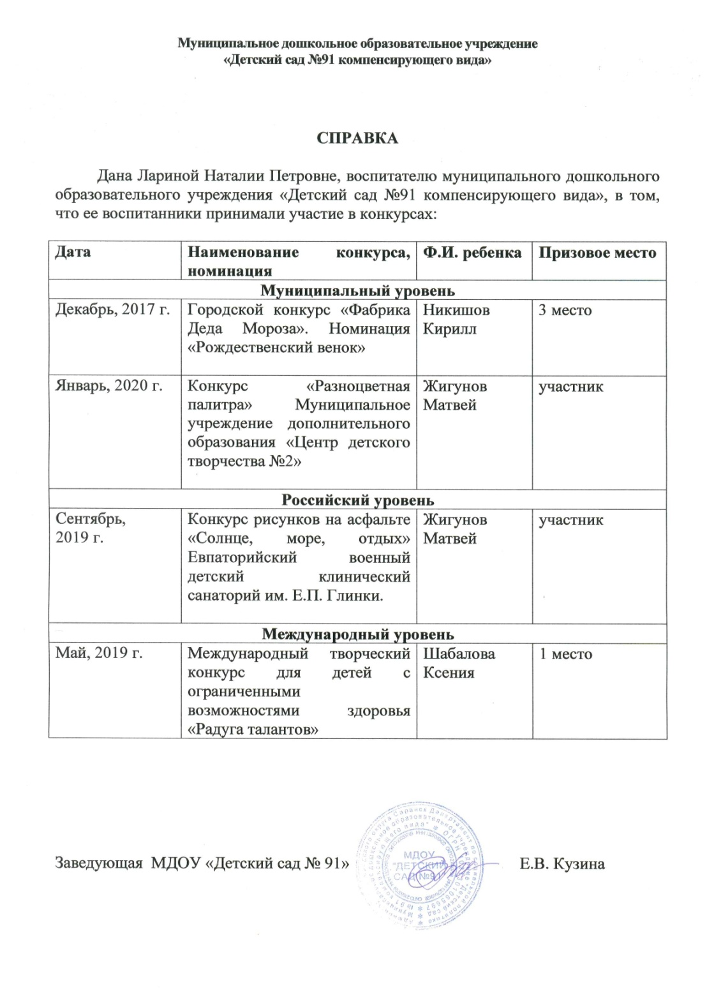 Муниципальное дошкольное образовательное учреждение
«Детский сад №91 компенсирующего вида»
СПРАВКА
Дана Лариной Наталии Петровне, воспитателю муниципального дошкольного
образовательного учреждения «Детский сад №91 компенсирующего вида», в том,
что ее воспитанники принимали участие в конкурсах:
Дата
Наименование конкурса,
номинация
Ф.И. ребенка
Призовое место
Муниципальный уровень
Декабрь, 2017 г.
Городской конкурс «Фабрика
Деда Мороза». Номинация
«Рождественский венок»
Никишов
Кирилл
3 место
Январь, 2020 г.
Конкурс «Разноцветная
палитра» Муниципальное
учреждение дополнительного
образования «Центр детского
творчества №2»
Жигунов
Матвей
участник
Российский уровень
Сентябрь,
2019 г.
Конкурс рисунков на асфальте
«Солнце, море, отдых»
Евпаторийский военный
детский клинический
санаторий им. Е.П. Глинки.
Жигунов
Матвей
участник
Международный уровень
Май, 2019 г.
Международный творческий
конкурс для детей с
ограниченными
возможностями здоровья
«Радуга талантов»
Шабалова
Ксения
1 место
Заведующая МДОУ «Детский сад № 91»
Е.В. Кузина
МДОУ
"ДЕТСКИЙ
САД №91